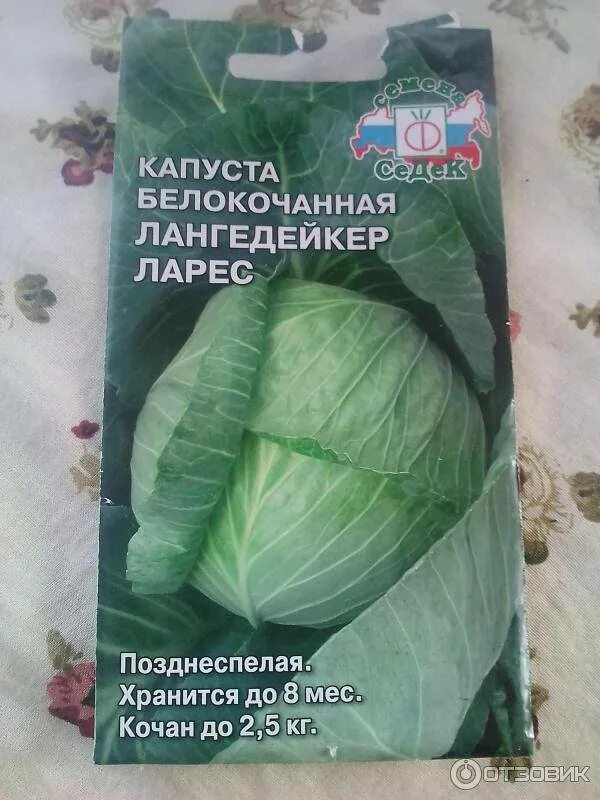 семена
СеДеК
КАПУСТА
БЕЛОКОЧАННАЯ
ЛАНГЕДЕЙКЕР
ЛАРЕС
Позднеспелая.
Хранится до 8 мес.
Кочан до 2,5 кг.
ОТЗОВИК